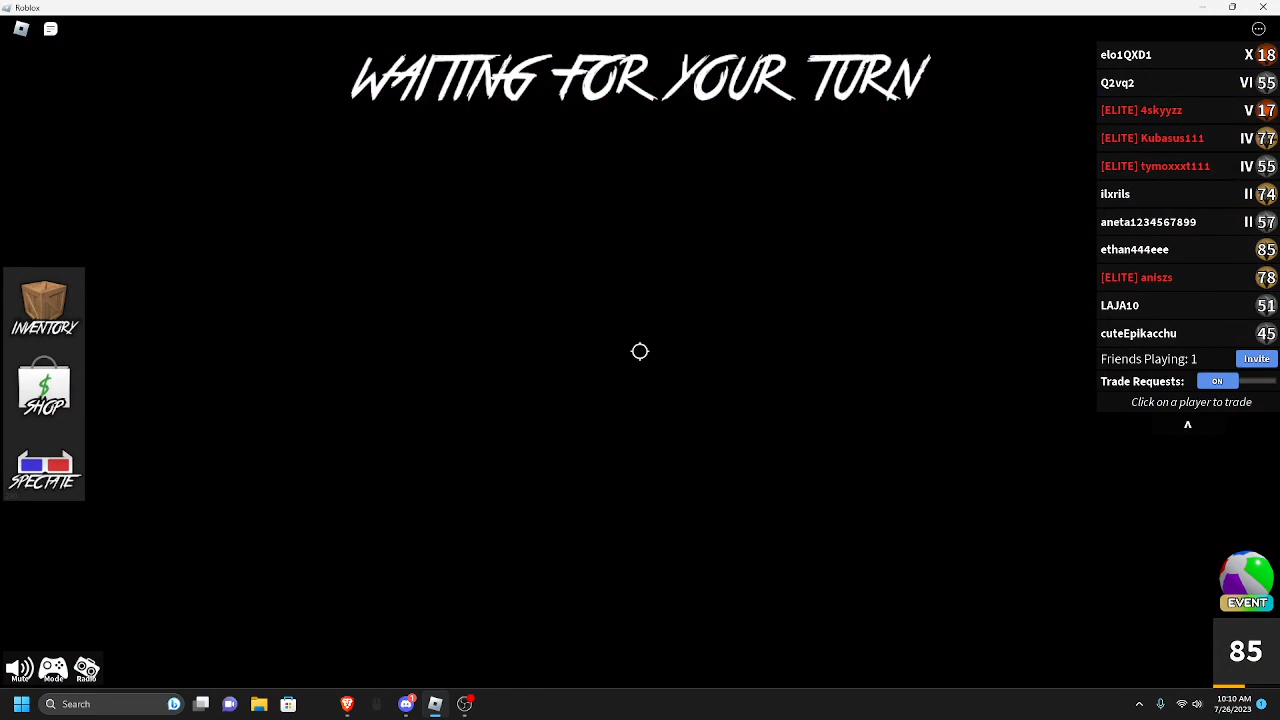 Roblox
WAITING FOR YOUR TURN
elo1QXD1 X 18
Q2vq2 VI 55
[ELITE] 4skyyzz V 17
[ELITE] Kubasus111 IV 77
[ELITE] tymoxxxt111 IV 55
ilxrils II 74
aneta1234567899 II 57
ethan444eee 85
[ELITE] aniszs 78
LAJA10 51
cuteEpikacchu 45
Friends Playing: 1 Invite
Trade Requests: ON
Click on a player to trade
^
INVENTORY
$
SHOP
SPECTATE
EVENT
85
Mute Mode Radio
Search
1
10:10 AM
7/26/2023
1